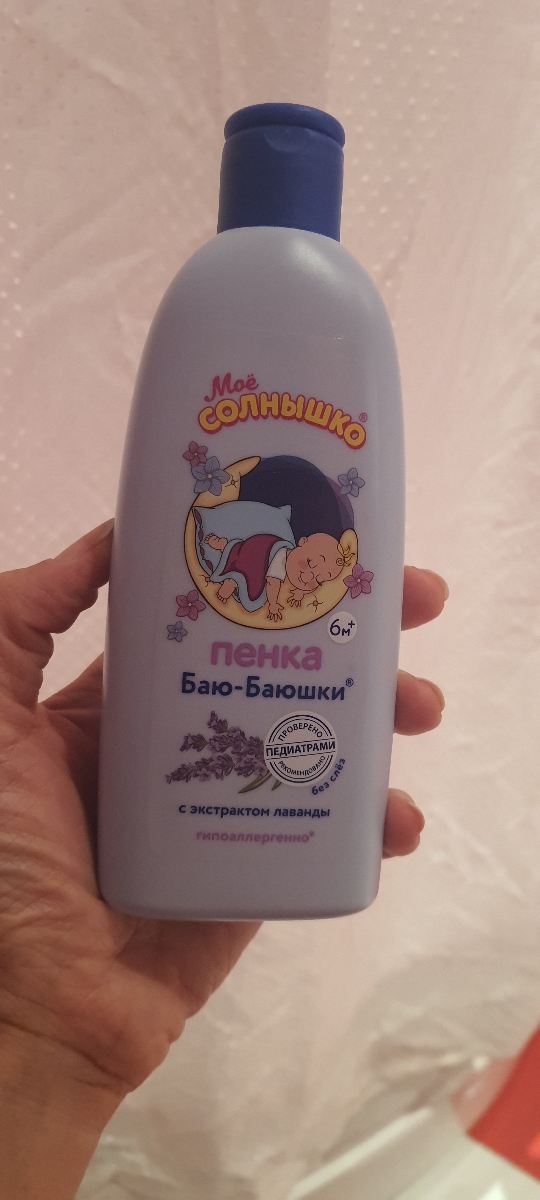 Моё
СОЛНЫШКО®
6м+
пенка
Баю-Баюшки®
ПРОВЕРЕНО
ПЕДИАТРАМИ
РЕКОМЕНДОВАНО
без слёз
с экстрактом лаванды
гипоаллергенно*